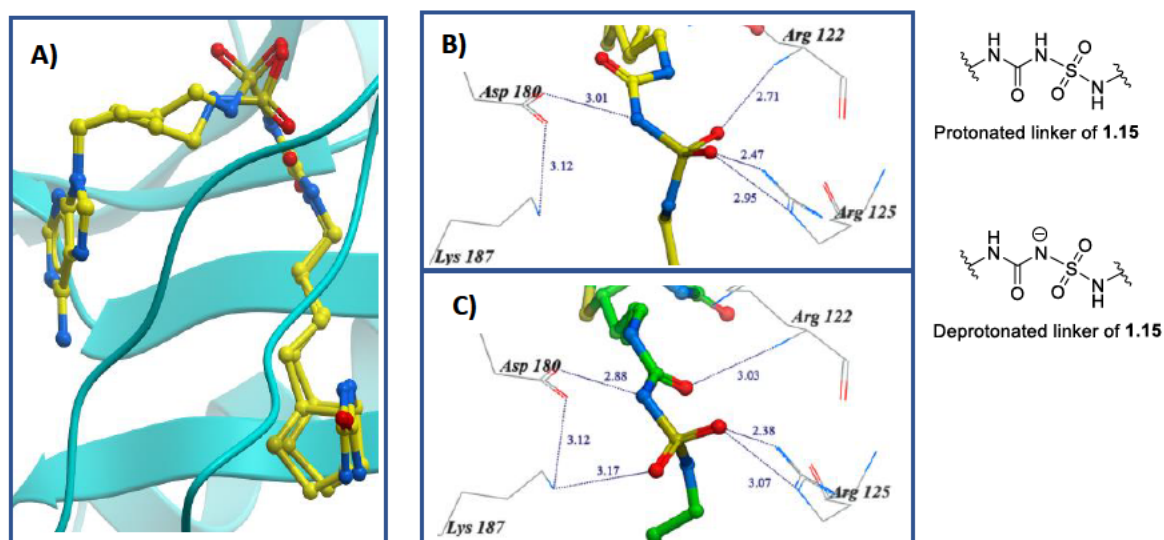 A)
B)
Arg 122
Asp 180
3.01
2.71
3.12
2.47
2.95
Arg 125
Lys 187
C)
Arg 122
Asp 180
2.88
3.03
3.12
2.38
3.17
3.07
Arg 125
Lys 187
H
N
O
H
N
S
O
O
N
H
Protonated linker of 1.15
H
N
O
N
⊖
S
O
O
N
H
Deprotonated linker of 1.15